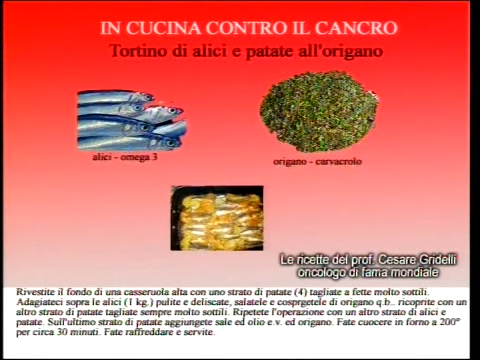 IN CUCINA CONTRO IL CANCRO
Tortino di alici e patate all'origano
alici - omega 3
origano - carvacrolo
Le ricette del prof. Cesare Gridelli
oncologo di fama mondiale
Rivestite il fondo di una casseruola alta con uno strato di patate (4) tagliate a fette molto sottili.
Adagiateci sopra le alici (1 kg.) pulite e deliscate, salatele e cosprgetele di origano q.b.. ricoprite con un
altro strato di patate tagliate sempre molto sottili. Ripetete l'operazione con un altro strato di alici e
patate. Sull'ultimo strato di patate aggiungete sale ed olio e.v. ed origano. Fate cuocere in forno a 200°
per circa 30 minuti. Fate raffreddare e servite.